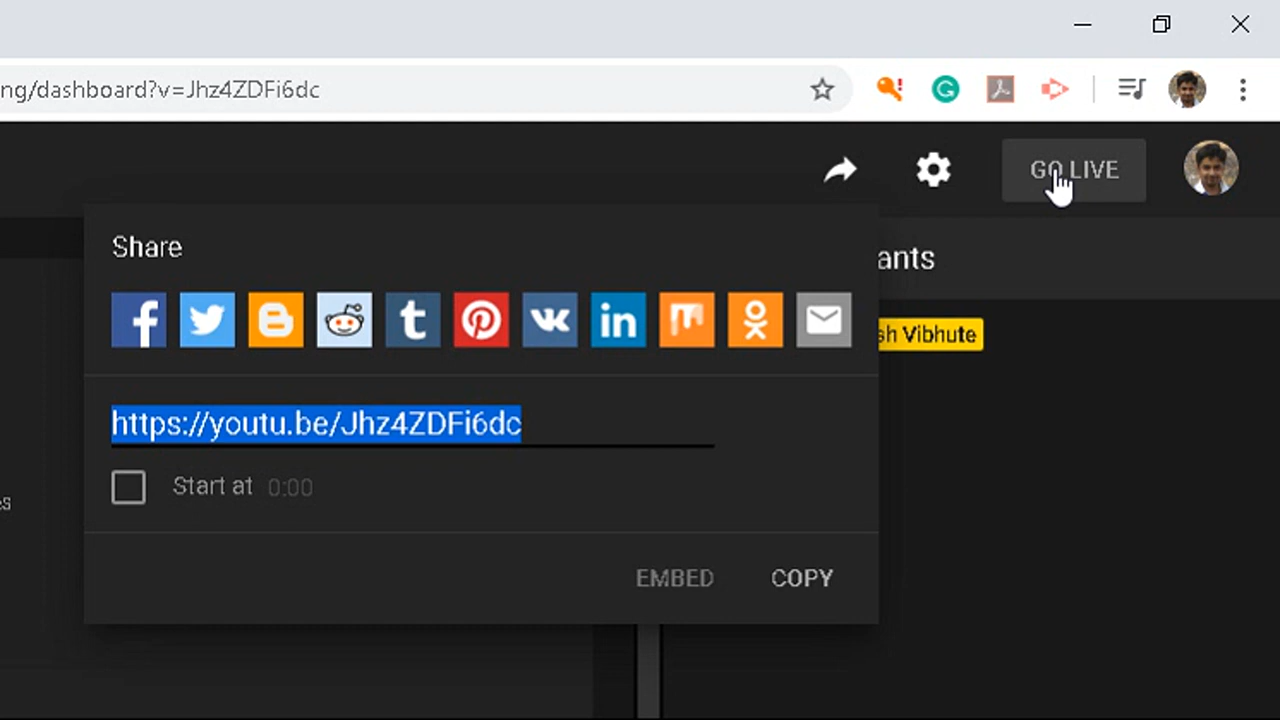 ng/dashboard?v=Jhz4ZDFi6dc
GO LIVE
Share
ants
sh Vibhute
https://youtu.be/Jhz4ZDFi6dc
Start at 0:00
es
EMBED COPY